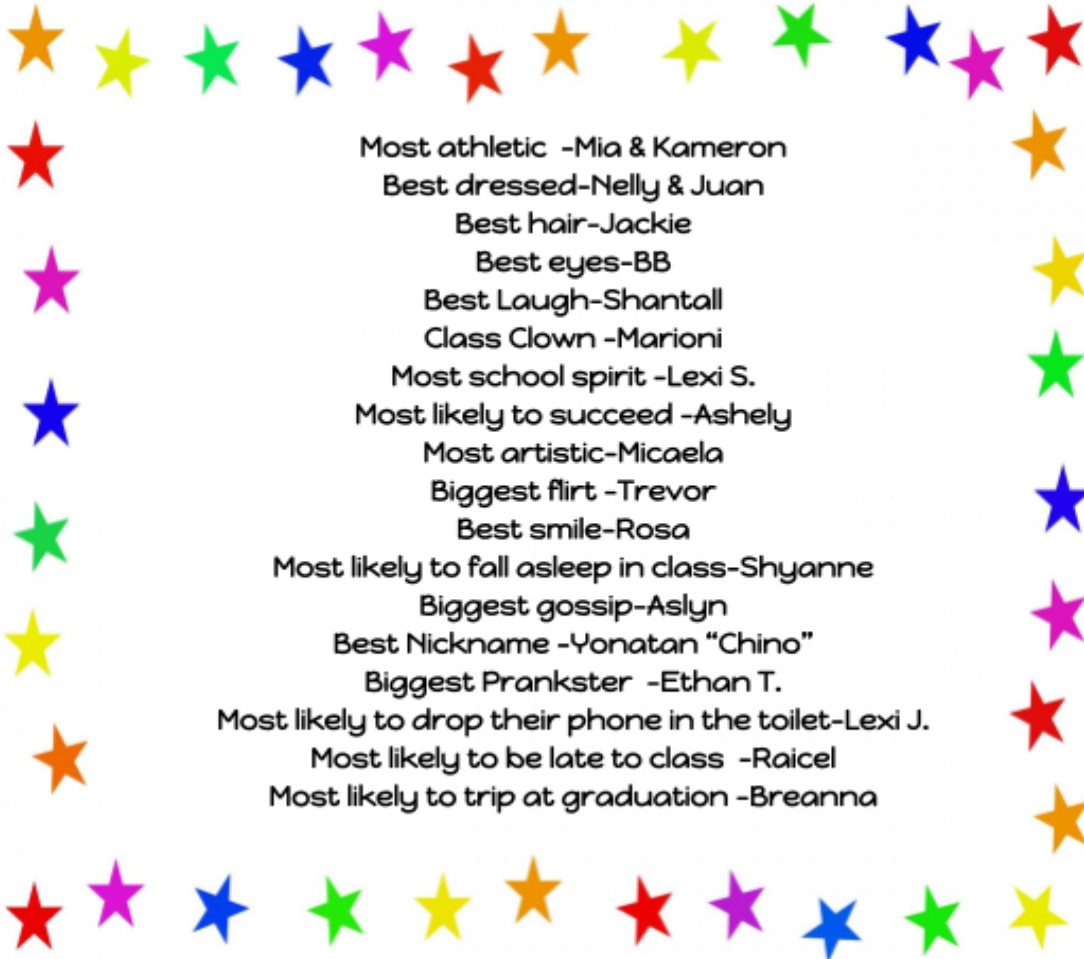 Most athletic -Mia & Kameron
Best dressed-Nelly & Juan
Best hair-Jackie
Best eyes-BB
Best Laugh-Shantall
Class Clown -Marioni
Most school spirit -Lexi S.
Most likely to succeed -Ashely
Most artistic-Micaela
Biggest flirt -Trevor
Best smile-Rosa
Most likely to fall asleep in class-Shyanne
Biggest gossip-Aslyn
Best Nickname -Yonatan “Chino”
Biggest Prankster -Ethan T.
Most likely to drop their phone in the toilet-Lexi J.
Most likely to be late to class -Raicel
Most likely to trip at graduation -Breanna